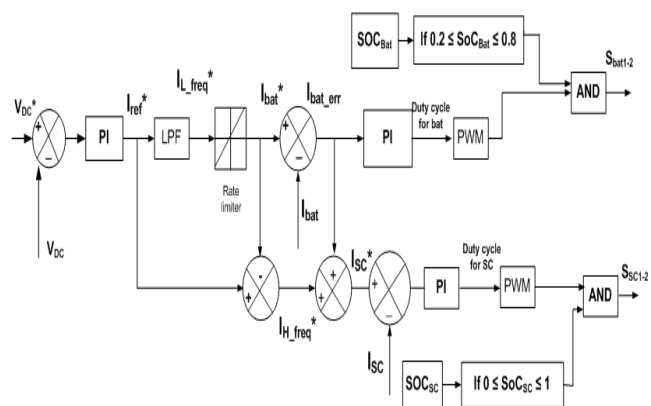 SOC_Bat
If 0.2 ≤ SoC_Bat ≤ 0.8
S_bat1-2
AND
V_DC*
+
−
PI
I_ref*
LPF
I_L_freq*
Rate
limiter
I_bat*
+
−
I_bat_err
I_bat
PI
Duty cycle
for bat
PWM
V_DC
-
+
I_H_freq*
+
+
I_SC*
+
−
I_SC
PI
Duty cycle
for SC
PWM
AND
S_SC1-2
SOC_SC
If 0 ≤ SoC_SC ≤ 1